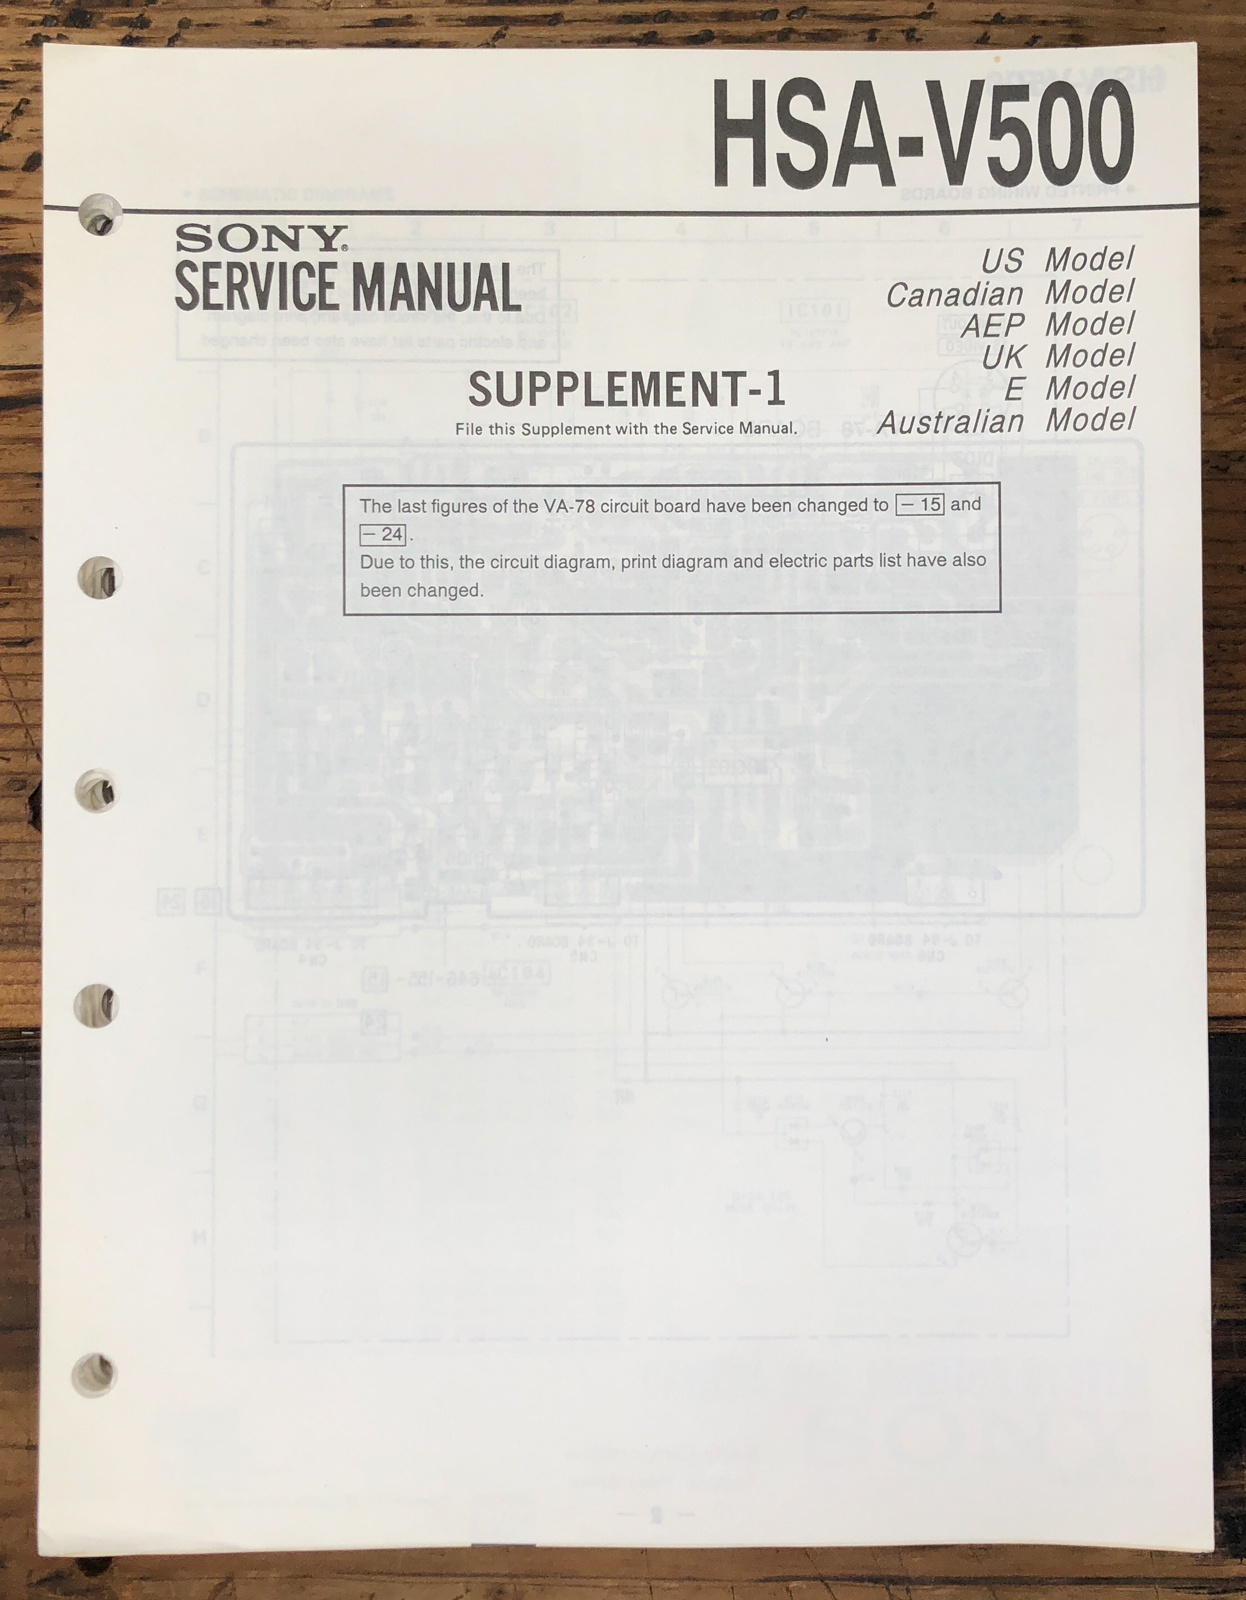 HSA-V500
SONY®
SERVICE MANUAL
US Model
Canadian Model
AEP Model
UK Model
E Model
Australian Model
SUPPLEMENT-1
File this Supplement with the Service Manual.
The last figures of the VA-78 circuit board have been changed to – 15 and
– 24.
Due to this, the circuit diagram, print diagram and electric parts list have also
been changed.